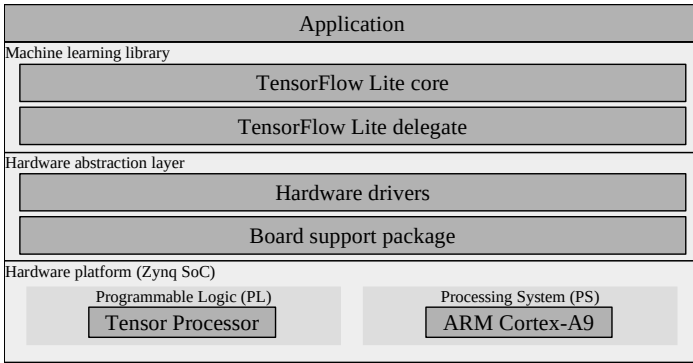 Application
Machine learning library
TensorFlow Lite core
TensorFlow Lite delegate
Hardware abstraction layer
Hardware drivers
Board support package
Hardware platform (Zynq SoC)
Programmable Logic (PL)
Tensor Processor
Processing System (PS)
ARM Cortex-A9